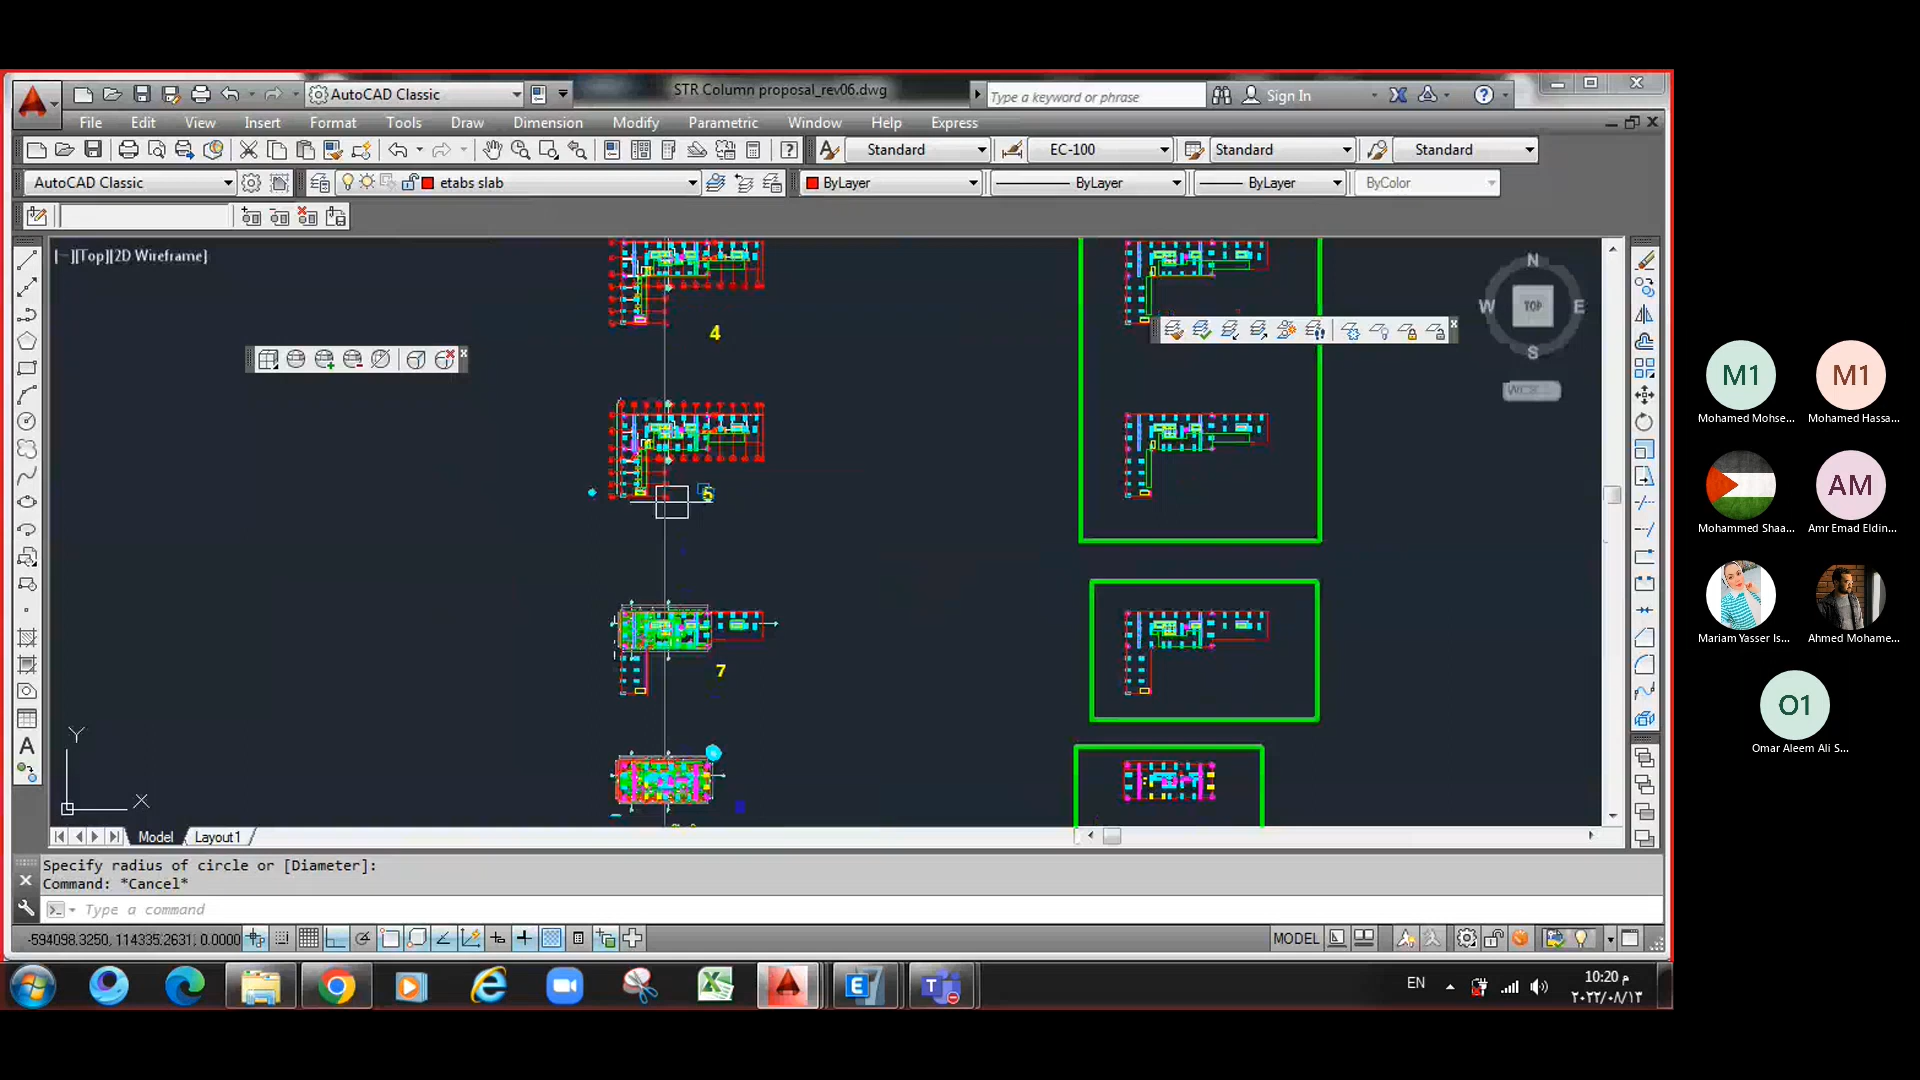 STR Column proposal_rev06.dwg
AutoCAD Classic
Type a keyword or phrase
Sign In
File Edit View Insert Format Tools Draw Dimension Modify Parametric Window Help Express
Standard EC-100 Standard Standard
AutoCAD Classic etabs slab ByLayer ByLayer ByLayer ByColor
[−][Top][2D Wireframe]
N
W TOP E
S
4
5
7
Y
X
Model Layout1
Specify radius of circle or [Diameter]:
Command: *Cancel*
Type a command
-594098.3250, 114335.2631, 0.0000
MODEL
EN
10:20 م
٢٠٢٢/٠٨/١٣
M1 M1
Mohamed Mohse... Mohamed Hassa...
AM
Mohammed Shaa... Amr Emad Eldin...
Mariam Yasser Is... Ahmed Mohame...
O1
Omar Aleem Ali S...